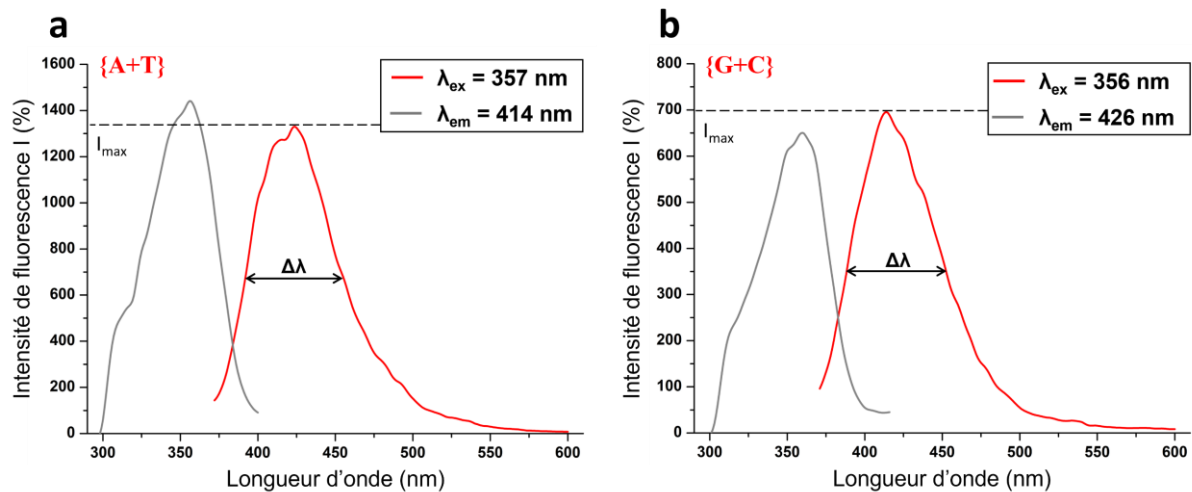 a
{A+T}
λex = 357 nm
λem = 414 nm
Imax
Δλ
Intensité de fluorescence I (%)
1600
1400
1200
1000
800
600
400
200
0
300 350 400 450 500 550 600
Longueur d’onde (nm)
b
{G+C}
λex = 356 nm
λem = 426 nm
Imax
Δλ
Intensité de fluorescence I (%)
800
700
600
500
400
300
200
100
0
300 350 400 450 500 550 600
Longueur d’onde (nm)